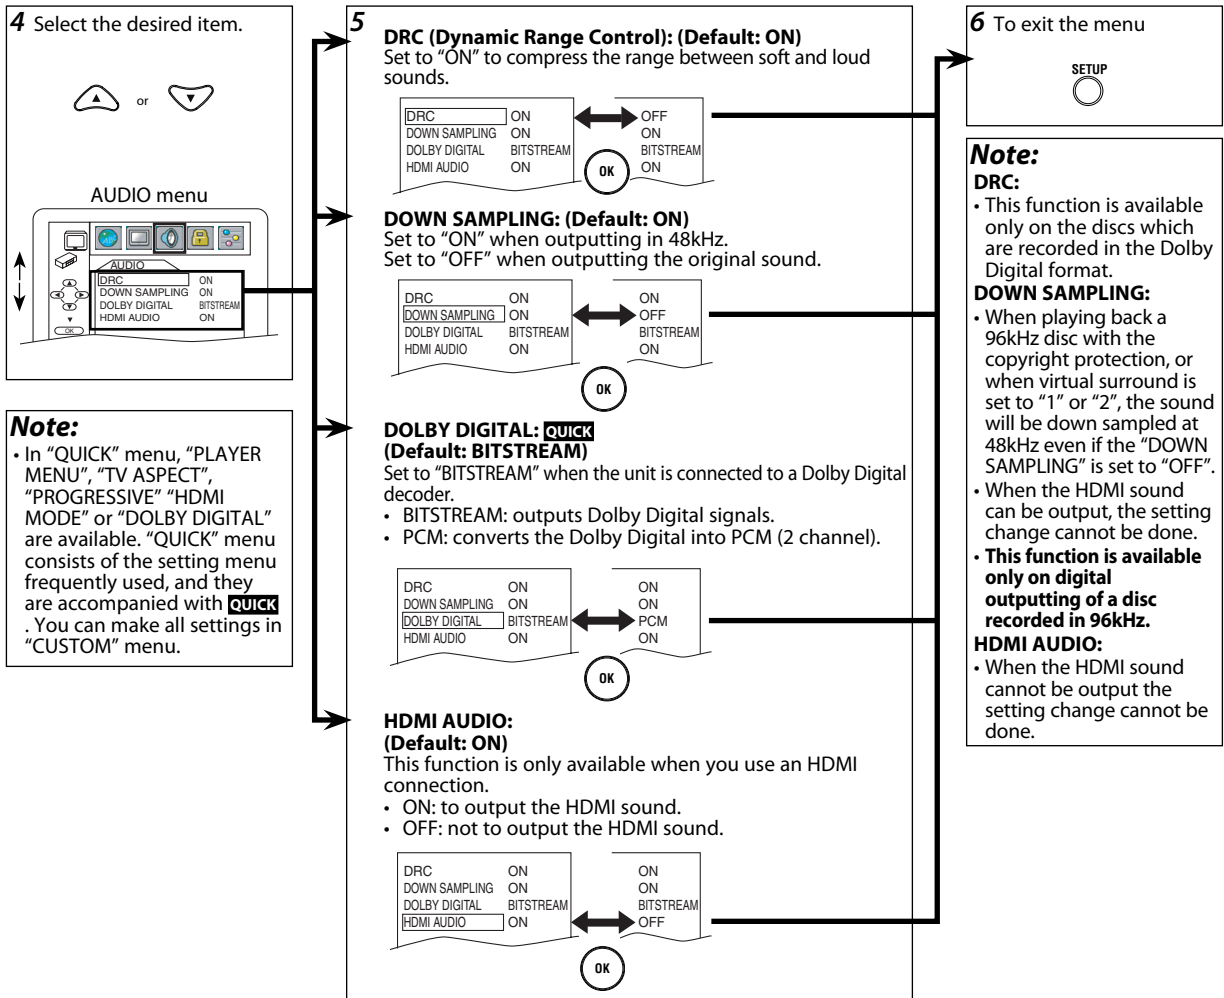 4 Select the desired item.
or
AUDIO menu
AUDIO
DRC ON
DOWN SAMPLING ON
DOLBY DIGITAL BITSTREAM
HDMI AUDIO ON
OK
Note:
• In “QUICK” menu, “PLAYER
MENU”, “TV ASPECT”,
“PROGRESSIVE” “HDMI
MODE” or “DOLBY DIGITAL”
are available. “QUICK” menu
consists of the setting menu
frequently used, and they
are accompanied with QUICK
. You can make all settings in
“CUSTOM” menu.
5
DRC (Dynamic Range Control): (Default: ON)
Set to “ON” to compress the range between soft and loud
sounds.
DRC ON OFF
DOWN SAMPLING ON ON
DOLBY DIGITAL BITSTREAM BITSTREAM
HDMI AUDIO ON ON
OK
DOWN SAMPLING: (Default: ON)
Set to “ON” when outputting in 48kHz.
Set to “OFF” when outputting the original sound.
DRC ON ON
DOWN SAMPLING ON OFF
DOLBY DIGITAL BITSTREAM BITSTREAM
HDMI AUDIO ON ON
OK
DOLBY DIGITAL: QUICK
(Default: BITSTREAM)
Set to “BITSTREAM” when the unit is connected to a Dolby Digital
decoder.
• BITSTREAM: outputs Dolby Digital signals.
• PCM: converts the Dolby Digital into PCM (2 channel).
DRC ON ON
DOWN SAMPLING ON ON
DOLBY DIGITAL BITSTREAM PCM
HDMI AUDIO ON ON
OK
HDMI AUDIO:
(Default: ON)
This function is only available when you use an HDMI
connection.
• ON: to output the HDMI sound.
• OFF: not to output the HDMI sound.
DRC ON ON
DOWN SAMPLING ON ON
DOLBY DIGITAL BITSTREAM BITSTREAM
HDMI AUDIO ON OFF
OK
6 To exit the menu
SETUP
Note:
DRC:
• This function is available
only on the discs which
are recorded in the Dolby
Digital format.
DOWN SAMPLING:
• When playing back a
96kHz disc with the
copyright protection, or
when virtual surround is
set to “1” or “2”, the sound
will be down sampled at
48kHz even if the “DOWN
SAMPLING” is set to “OFF”.
• When the HDMI sound
can be output, the setting
change cannot be done.
• This function is available
only on digital
outputting of a disc
recorded in 96kHz.
HDMI AUDIO:
• When the HDMI sound
cannot be output the
setting change cannot be
done.